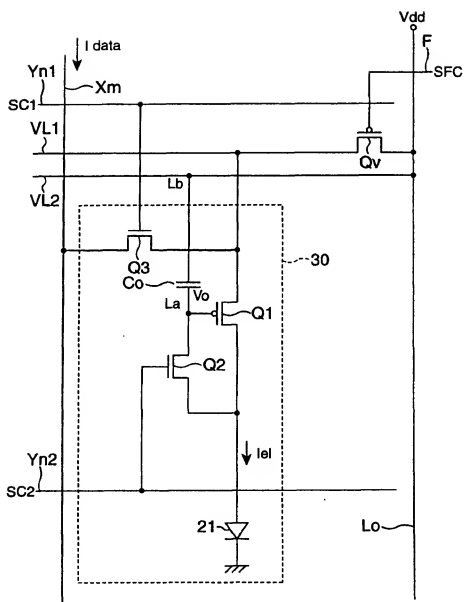 Vdd
I data
F
Yn1
Xm
SFC
SC1
VL1
Qv
Lb
VL2
Q3
30
Co
Vo
La
Q1
Q2
Iel
Yn2
SC2
21
Lo